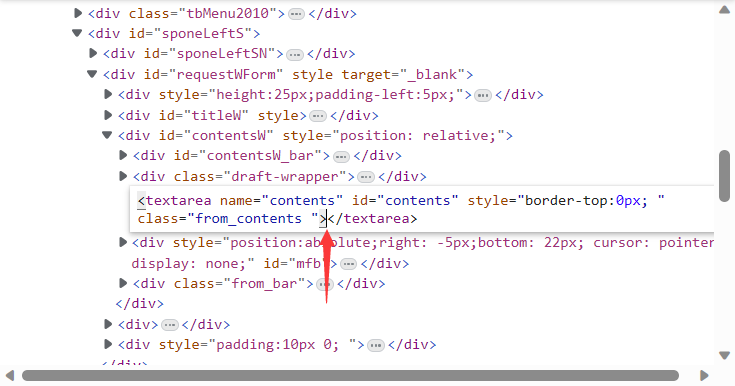 <div class="tbMenu2010">⋯</div>
<div id="sponeLeftS">
<div id="sponeLeftSN">⋯</div>
<div id="requestWForm" style target="_blank">
<div style="height:25px;padding-left:5px;">⋯</div>
<div id="titleW" style>⋯</div>
<div id="contentsW" style="position: relative;">
<div id="contentsW_bar">⋯</div>
<div class="draft-wrapper">⋯</div>
<textarea name="contents" id="contents" style="border-top:0px; "
class="from_contents "></textarea>
<div style="position:absolute;right: -5px;bottom: 22px; cursor: pointer
display: none;" id="mfb">⋯</div>
<div class="from_bar">⋯</div>
</div>
<div>⋯</div>
<div style="padding:10px 0; ">⋯</div>
</div>